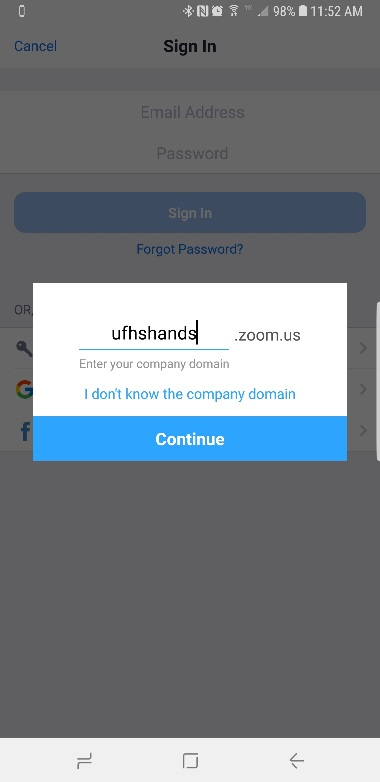 98% 11:52 AM
Cancel Sign In
Email Address
Password
Sign In
Forgot Password?
OR,
ufhshands .zoom.us
Enter your company domain
I don't know the company domain
Continue